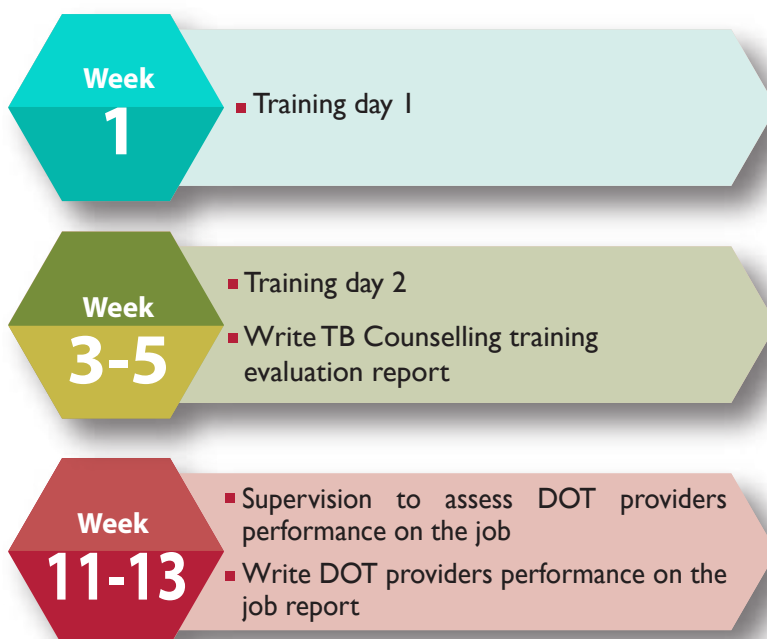 Week
1
Training day 1
Week
3-5
Training day 2
Write TB Counselling training
evaluation report
Week
11-13
Supervision to assess DOT providers
performance on the job
Write DOT providers performance on the
job report